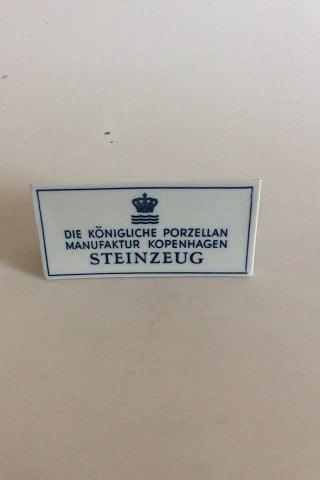 DIE KÖNIGLICHE PORZELLAN
MANUFAKTUR KOPENHAGEN
STEINZEUG